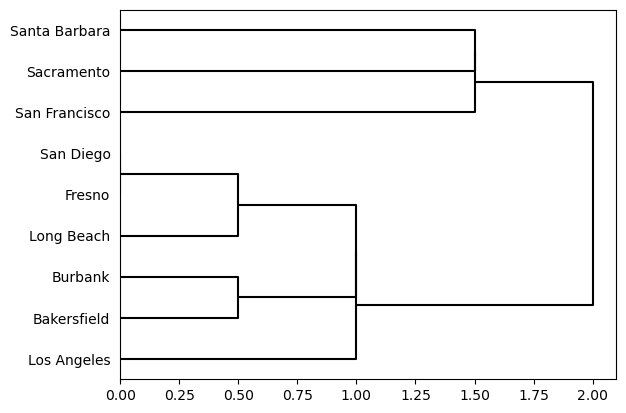 Santa Barbara
Sacramento
San Francisco
San Diego
Fresno
Long Beach
Burbank
Bakersfield
Los Angeles
0.00 0.25 0.50 0.75 1.00 1.25 1.50 1.75 2.00